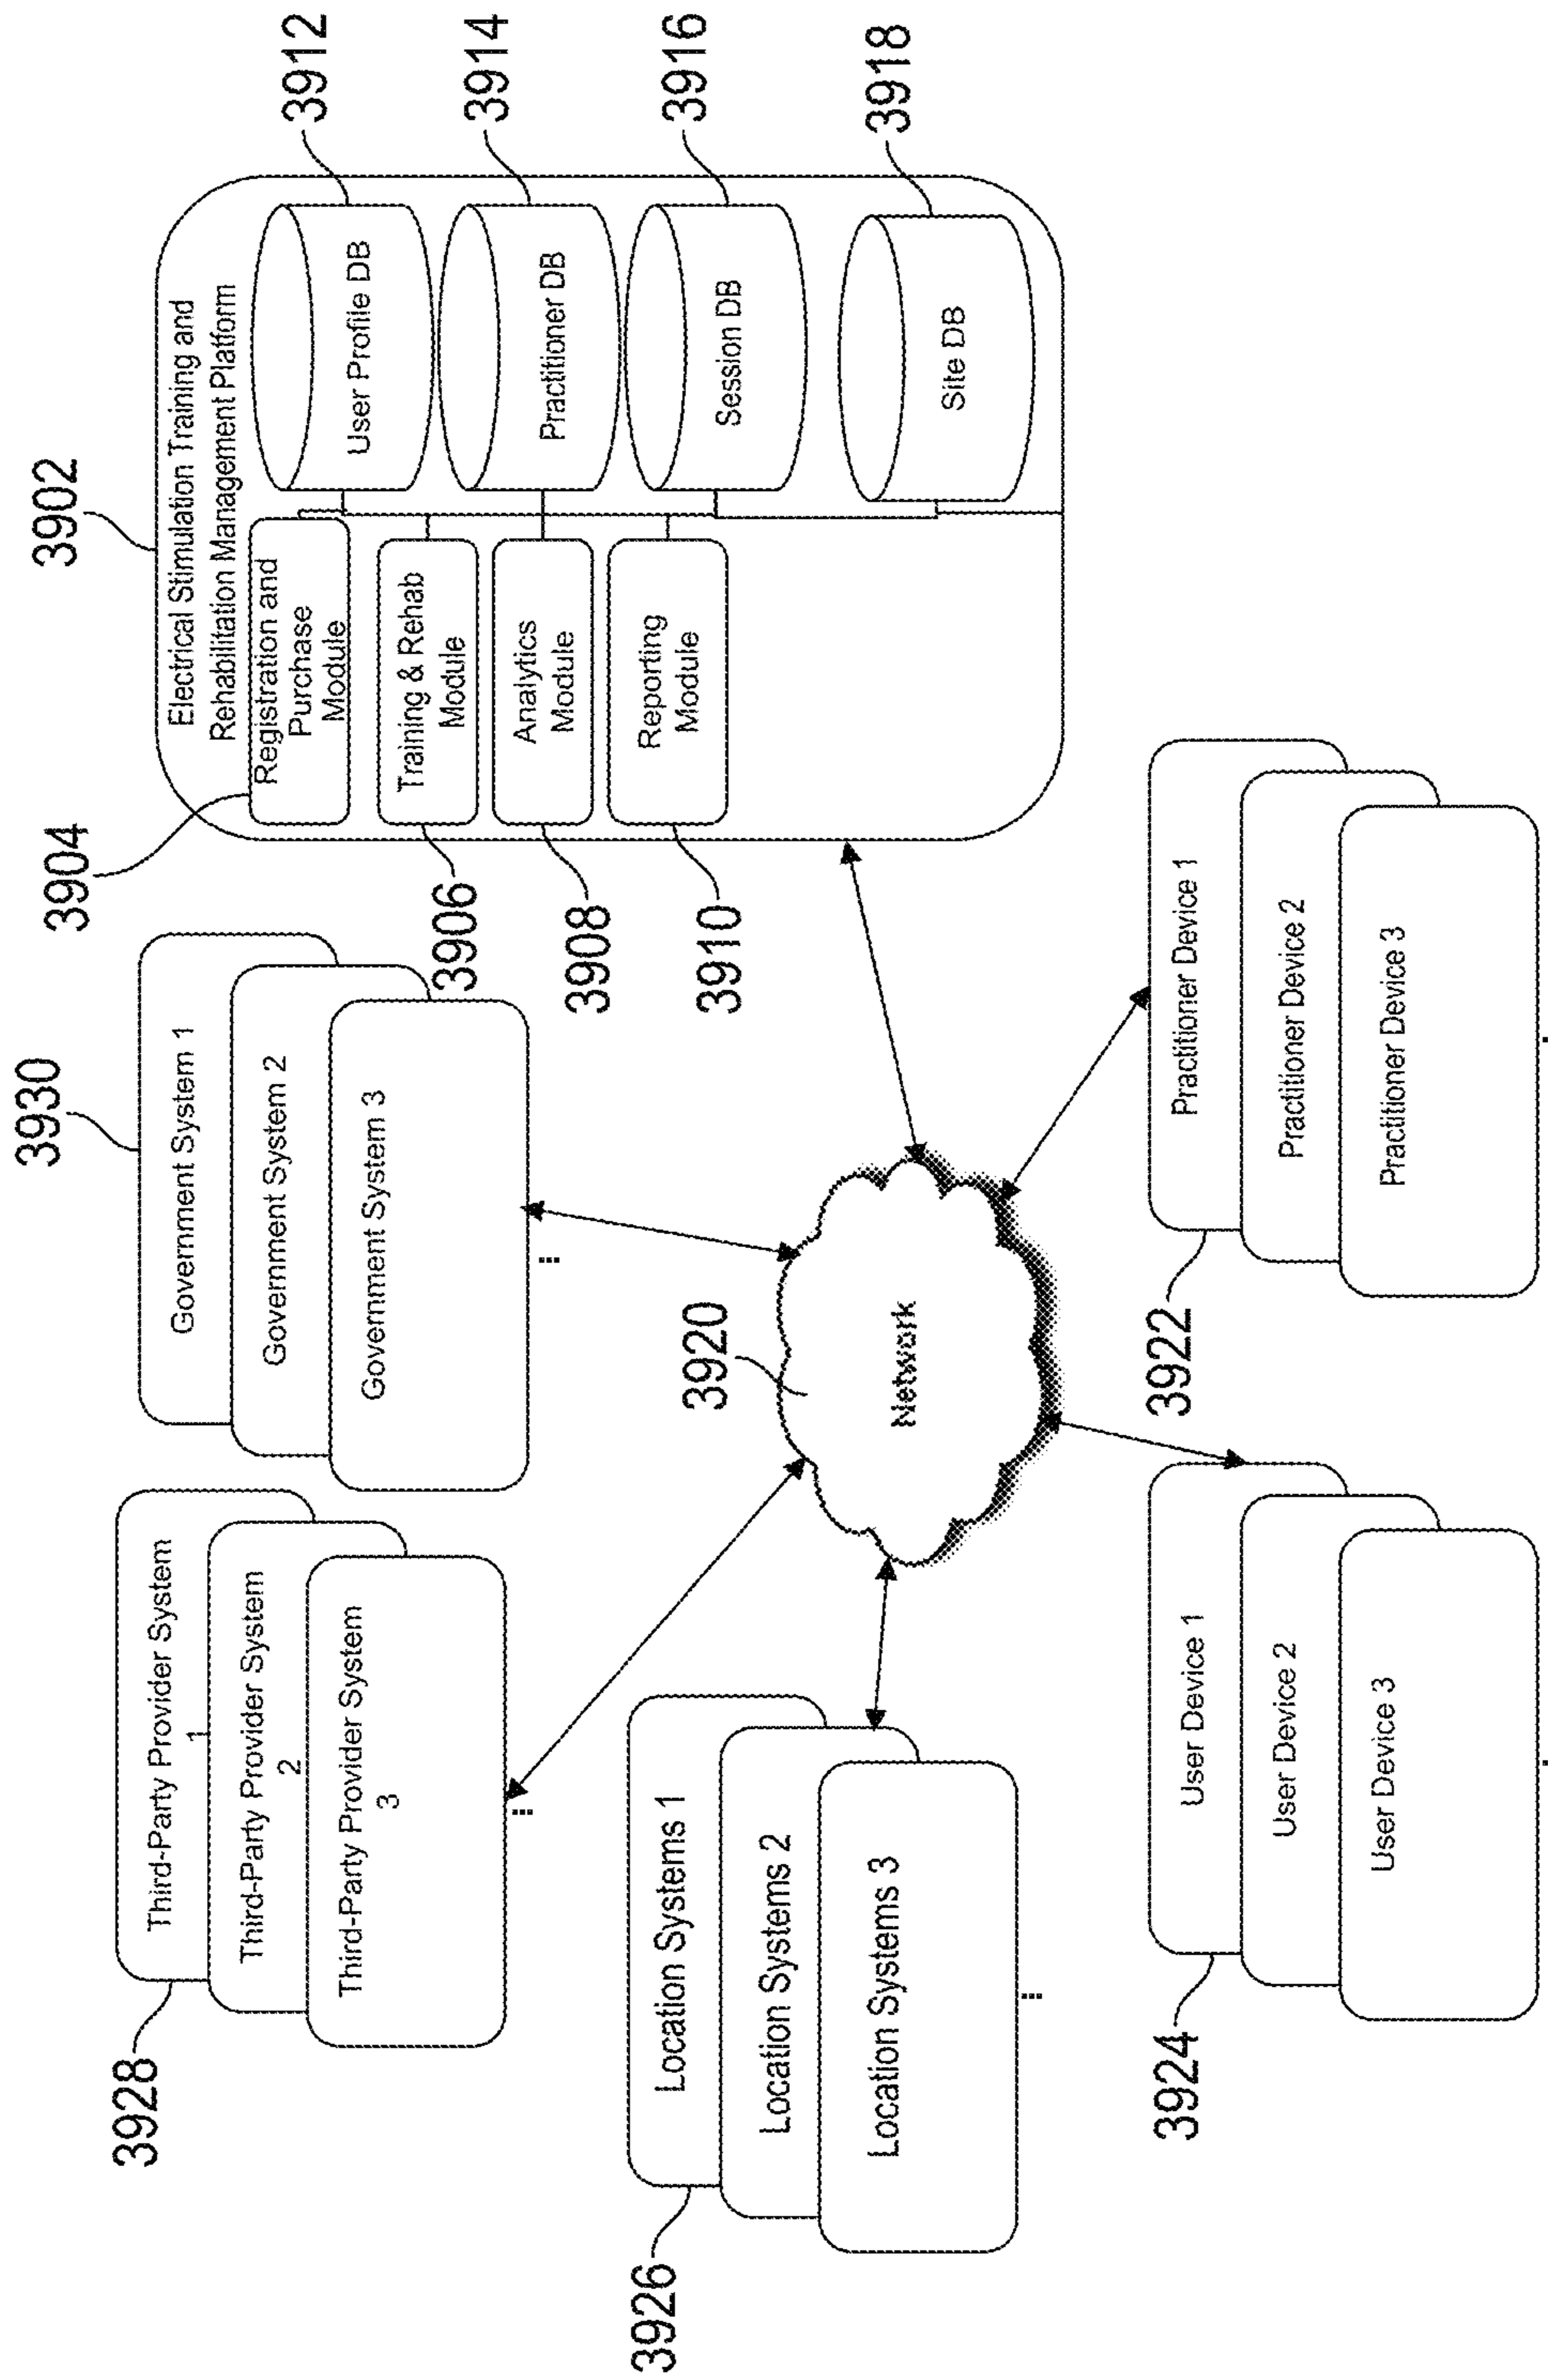 3928
Third-Party Provider System
1
Third-Party Provider System
2
Third-Party Provider System
3
...
3930
Government System 1
Government System 2
Government System 3
...
3902
Electrical Stimulation Training and
Rehabilitation Management Platform
3904
Registration and
Purchase
Module
3906
Training & Rehab
Module
3908
Analytics
Module
3910
Reporting
Module
User Profile DB
3912
Practitioner DB
3914
Session DB
3916
Site DB
3918
3926
Location Systems 1
Location Systems 2
Location Systems 3
...
3920
Network
3924
User Device 1
User Device 2
User Device 3
3922
Practitioner Device 1
Practitioner Device 2
Practitioner Device 3